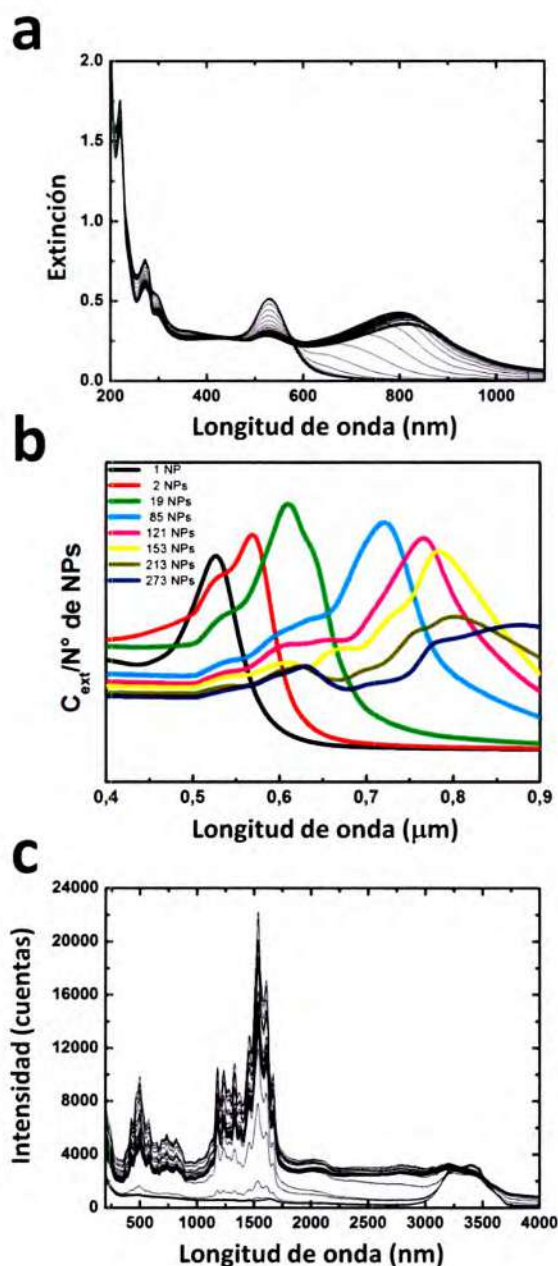 a
2.0
1.5
1.0
0.5
0.0
Extinción
200 400 600 800 1000
Longitud de onda (nm)
b
1 NP
2 NPs
19 NPs
85 NPs
121 NPs
153 NPs
213 NPs
273 NPs
C_ext/N° de NPs
0,4 0,5 0,6 0,7 0,8 0,9
Longitud de onda (μm)
c
24000
20000
16000
12000
8000
4000
0
Intensidad (cuentas)
500 1000 1500 2000 2500 3000 3500 4000
Longitud de onda (nm)